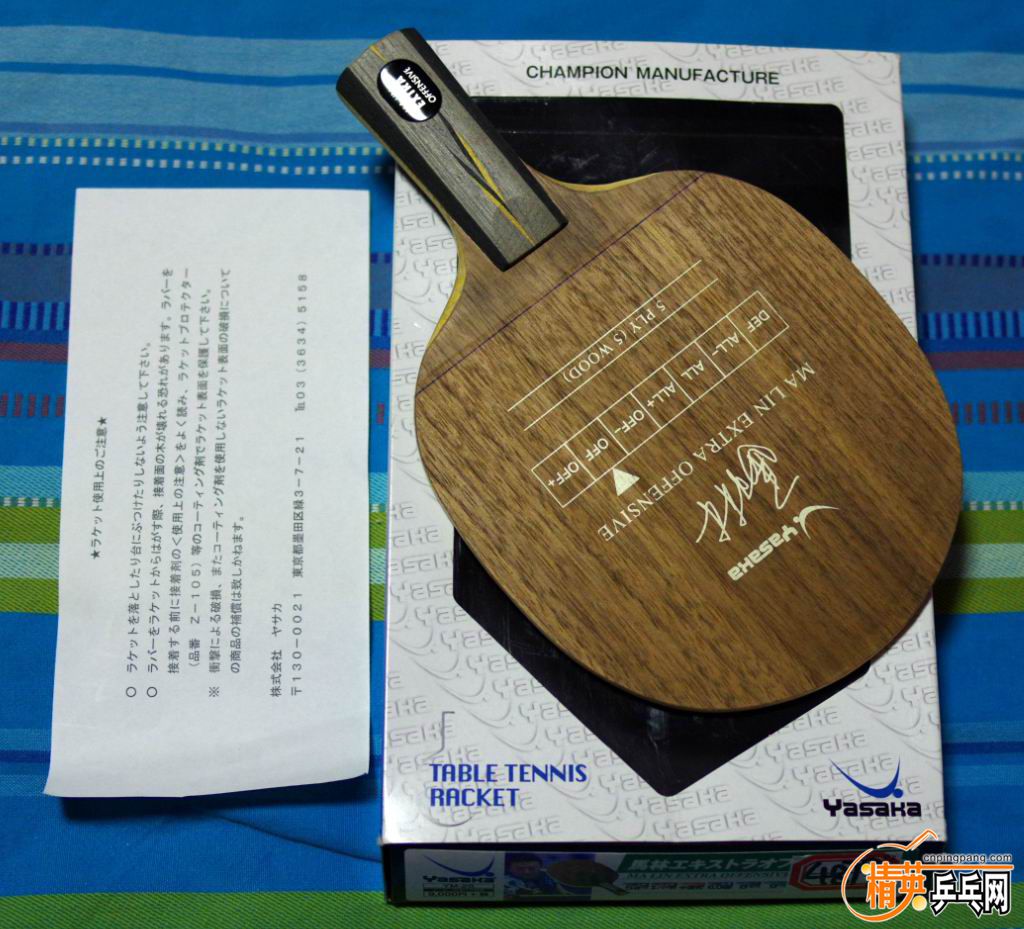 ★ラケット使用上のご注意★
○ ラケットを落としたり台にぶつけたりしないよう注意して下さい。
○ ラバーをラケットからはがす際、接着面の木が壊れる恐れがあります。ラバーを
接着する前に接着剤の<使用上の注意>をよく読み、ラケットプロテクター
(品番 Z-105)等のコーティング剤でラケット表面を保護して下さい。
※ 衝撃による破損、またコーティング剤を使用しないラケット表面の破損について
の商品の補償は致しかねます。
株式会社 ヤサカ
〒130-0021 東京都墨田区緑3-7-21 ℡03(3634)5158
CHAMPION MANUFACTURE
EXTRA
OFFENSIVE
5 PLY (5 WOOD)
DEF ALL- ALL ALL+ OFF- OFF OFF+
MA LIN EXTRA OFFENSIVE
Yasaka
TABLE TENNIS
RACKET
Yasaka
Yasaka
9,000円+税
馬林エキストラオフ
MA LIN EXTRA OFFENSIVE
cnpingpang.com
精英乒乓网